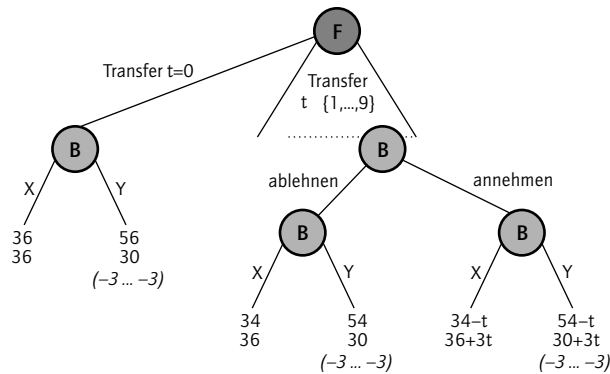 F
Transfer t=0
Transfer
t {1,...,9}
B
B
X
Y
ablehnen
annehmen
36
36
56
30
(–3 ... –3)
B
B
X
Y
X
Y
34
36
54
30
(–3 ... –3)
34–t
36+3t
54–t
30+3t
(–3 ... –3)